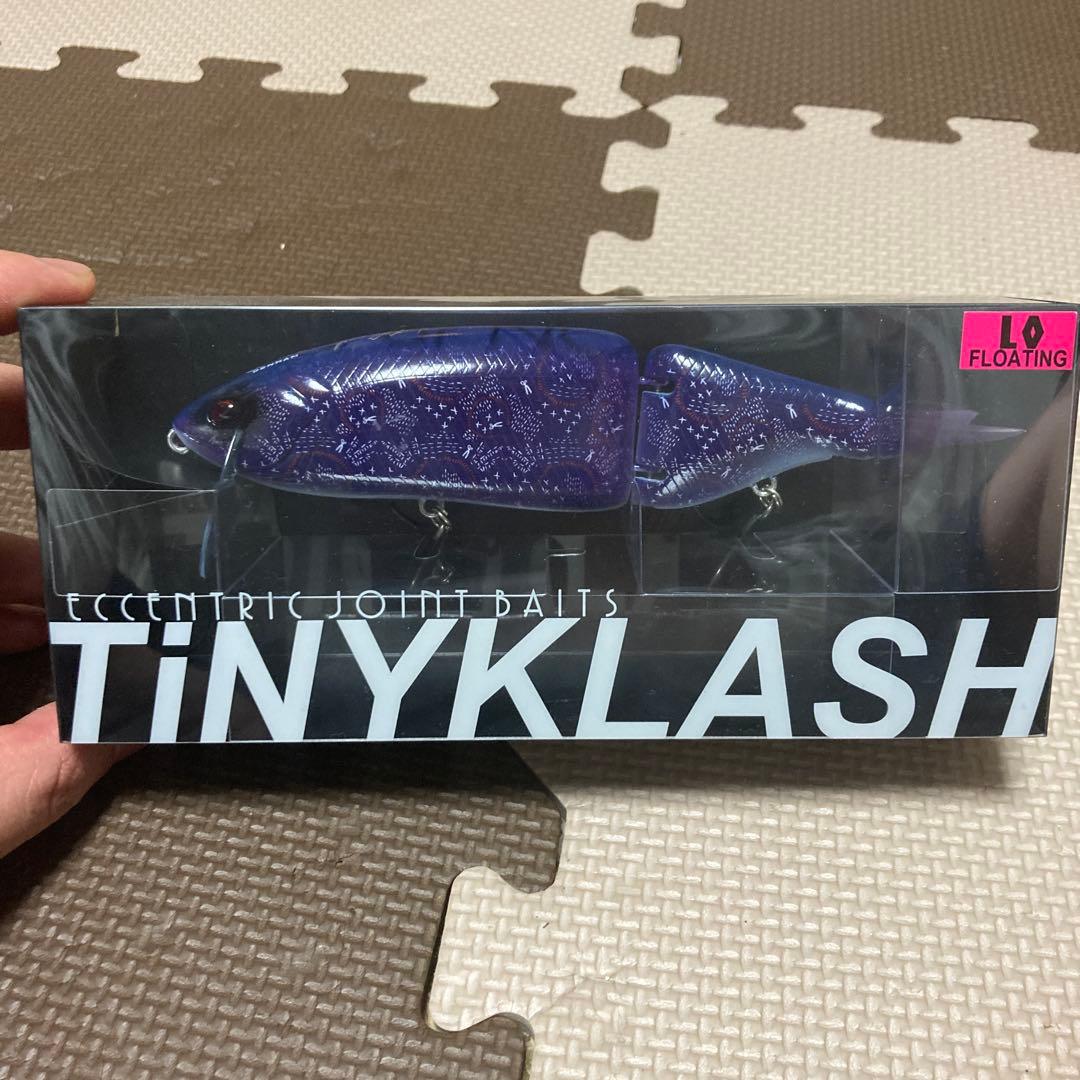 LO
FLOATING
ECCENTRIC JOINT BAITS
TiNYKLASH